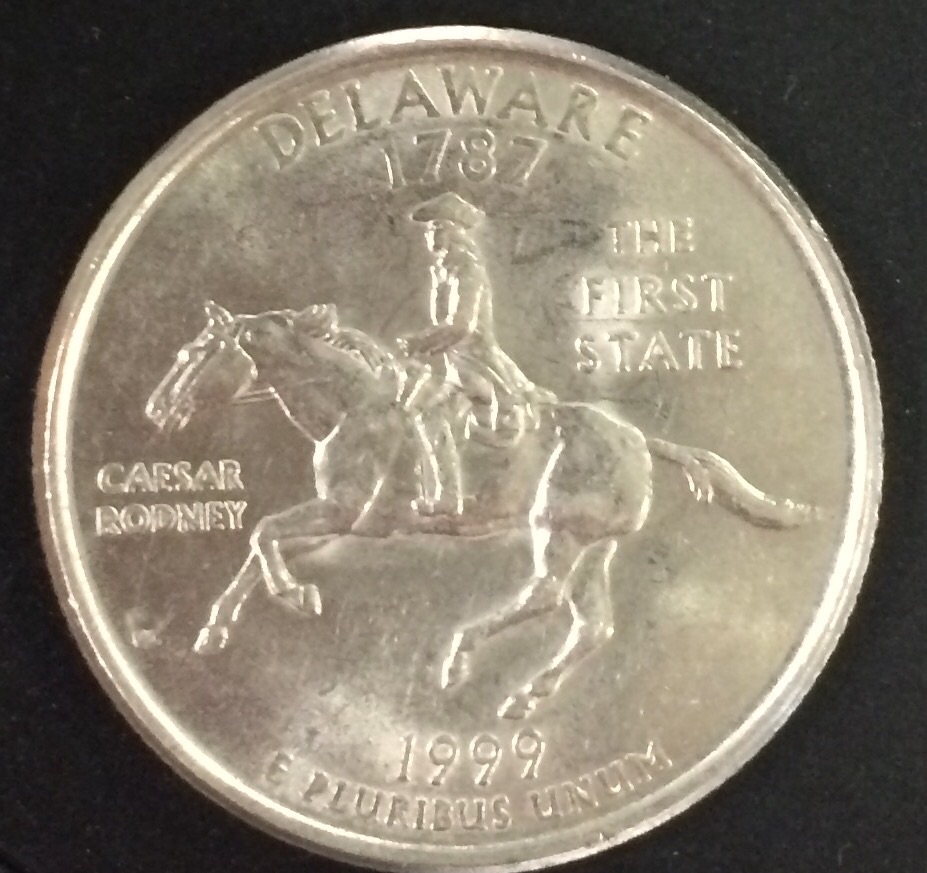 DELAWARE
1787
THE
FIRST
STATE
CAESAR
RODNEY
1999
E PLURIBUS UNUM